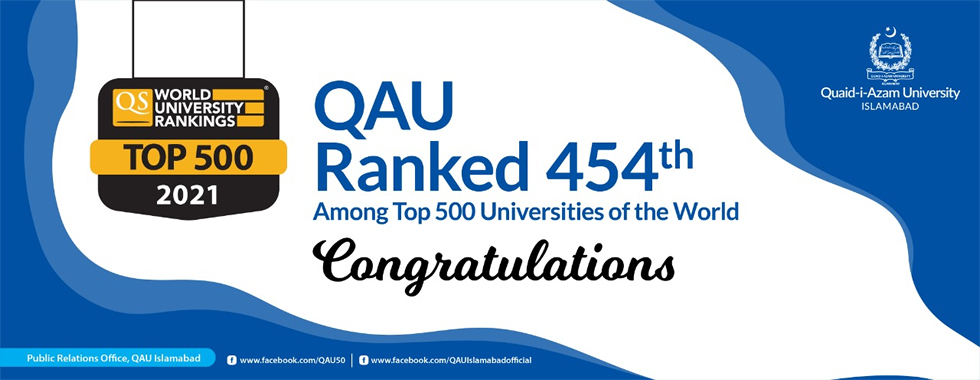 QS WORLD
UNIVERSITY
RANKINGS
®
TOP 500
2021
QAU
Ranked 454th
Among Top 500 Universities of the World
Congratulations
Quaid-i-Azam University
ISLAMABAD
Public Relations Office, QAU Islamabad
www.facebook.com/QAU50
www.facebook.com/QAUIslamabadofficial